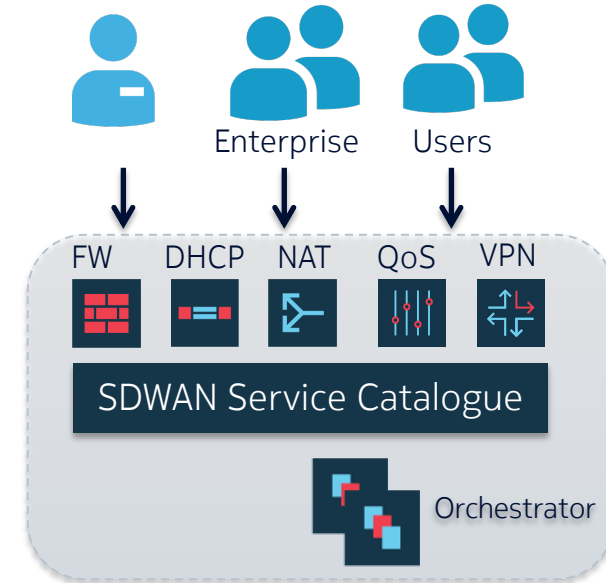 Enterprise Users
FW DHCP NAT QoS VPN
SDWAN Service Catalogue
Orchestrator